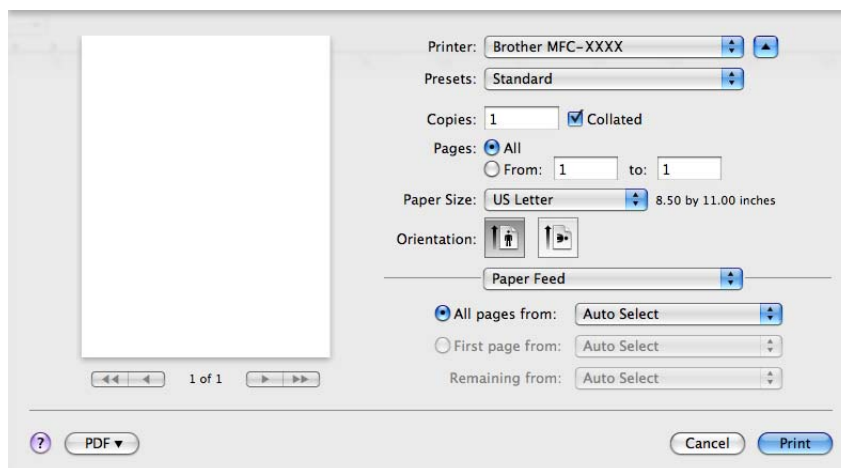 Printer: Brother MFC-XXXX
Presets: Standard
Copies: 1 Collated
Pages: All
From: 1 to: 1
Paper Size: US Letter 8.50 by 11.00 inches
Orientation:
Paper Feed
All pages from: Auto Select
First page from: Auto Select
Remaining from: Auto Select
1 of 1
? PDF ▼ Cancel Print